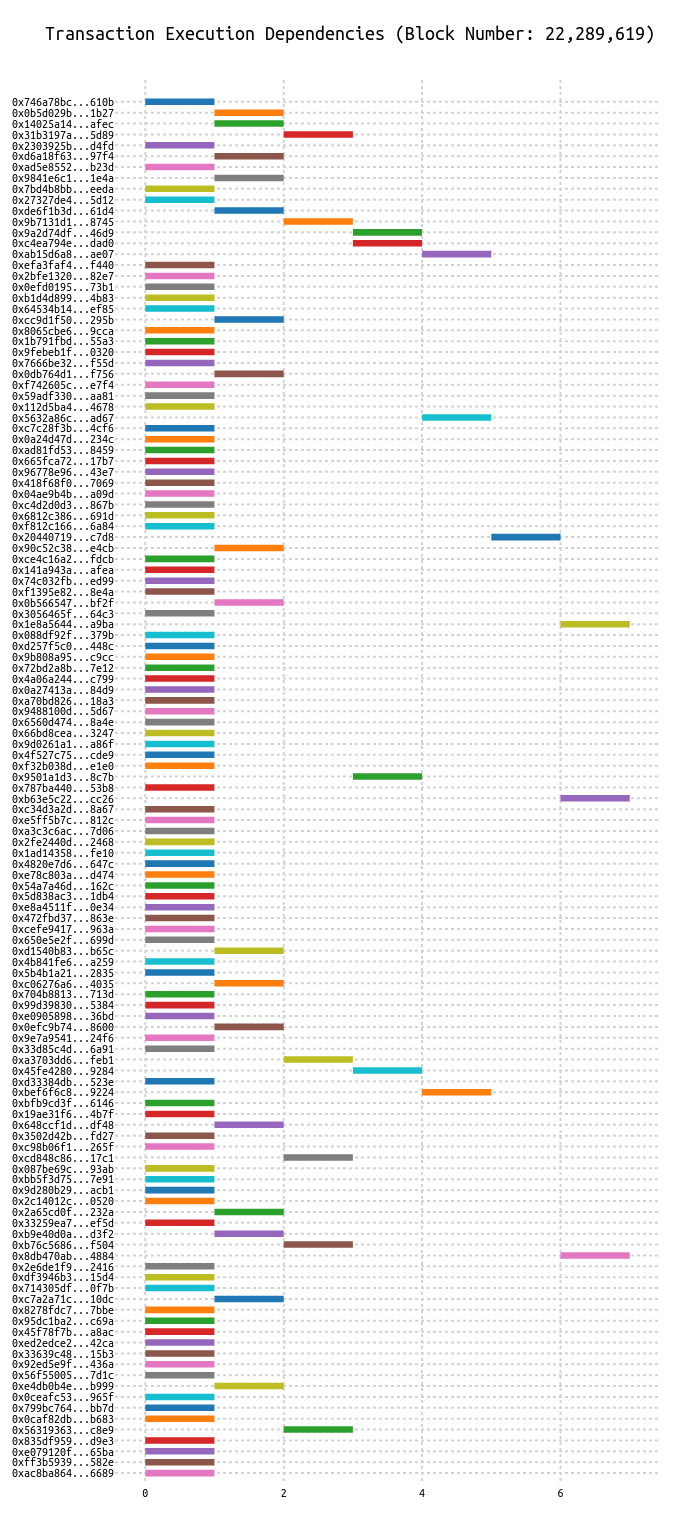 Transaction Execution Dependencies (Block Number: 22,289,619)
0x746a78bc...610b
0x0b5d029b...1b27
0x14025a14...afec
0x31b3197a...5d89
0x2303925b...d4fd
0xd6a18f63...97f4
0xad5e8552...b23d
0x9841e6c1...1e4a
0x7bd4b8bb...eeda
0x27327de4...5d12
0xde6f1b3d...61d4
0x9b7131d1...8745
0x9a2d74df...46d9
0xc4ea794e...dad0
0xab15d6a8...ae07
0xefa3faf4...f440
0x2bfe1320...82e7
0x0efd0195...73b1
0xb1d4d899...4b83
0x64534b14...ef85
0xcc9d1f50...295b
0x8065cbe6...9cca
0x1b791fbd...55a3
0x9febeb1f...0320
0x7666be32...f55d
0x0db764d1...f756
0xf742605c...e7f4
0x59adf330...aa81
0x112d5ba4...4678
0x5632a86c...ad67
0xc7c28f3b...4cf6
0x0a24d47d...234c
0xad81fd53...8459
0x665fca72...17b7
0x96778e96...43e7
0x418f68f0...7069
0x04ae9b4b...a09d
0xc4d2d0d3...867b
0x6812c386...691d
0xf812c166...6a84
0x20440719...c7d8
0x90c52c38...e4cb
0xce4c16a2...fdcb
0x141a943a...afea
0x74c032fb...ed99
0xf1395e82...8e4a
0x0b566547...bf2f
0x3056465f...64c3
0x1e8a5644...a9ba
0x088df92f...379b
0xd257f5c0...448c
0x9b808a95...c9cc
0x72bd2a8b...7e12
0x4a06a244...c799
0x0a27413a...84d9
0xa70bd826...18a3
0x9488100d...5d67
0x6560d474...8a4e
0x66bd8cea...3247
0x9d0261a1...a86f
0x4f527c75...cde9
0xf32b038d...e1e0
0x9501a1d3...8c7b
0x787ba440...53b8
0xb63e5c22...cc26
0xc34d3a2d...8a67
0xe5ff5b7c...812c
0xa3c3c6ac...7d06
0x2fe2440d...2468
0x1ad14358...fe10
0x4820e7d6...647c
0xe78c803a...d474
0x54a7a46d...162c
0x5d838ac3...1db4
0xe8a4511f...0e34
0x472fbd37...863e
0xcefe9417...963a
0x650e5e2f...699d
0xd1540b83...b65c
0x4b841fe6...a259
0x5b4b1a21...2835
0xc06276a6...4035
0x704b8813...713d
0x99d39830...5384
0xe0905898...36bd
0x0efc9b74...8600
0x9e7a9541...24f6
0x33d85c4d...6a91
0xa3703dd6...feb1
0x45fe4280...9284
0xd33384db...523e
0xbef6f6c8...9224
0xbfb9cd3f...6146
0x19ae31f6...4b7f
0x648ccf1d...df48
0x3502d42b...fd27
0xc98b06f1...265f
0xcd848c86...17c1
0x087be69c...93ab
0xbb5f3d75...7e91
0x9d280b29...acb1
0x2c14012c...0520
0x2a65cd0f...232a
0x33259ea7...ef5d
0xb9e40d0a...d3f2
0xb76c5686...f504
0x8db470ab...4884
0x2e6de1f9...2416
0xdf3946b3...15d4
0x714305df...0f7b
0xc7a2a71c...10dc
0x8278fdc7...7bbe
0x95dc1ba2...c69a
0x45f78f7b...a8ac
0xed2edce2...42ca
0x33639c48...15b3
0x92ed5e9f...436a
0x56f55005...7d1c
0xe4db0b4e...b999
0x0ceafc53...965f
0x799bc764...bb7d
0x0caf82db...b683
0x56319363...c8e9
0x835df959...d9e3
0xe079120f...65ba
0xff3b5939...582e
0xac8ba864...6689
0 2 4 6